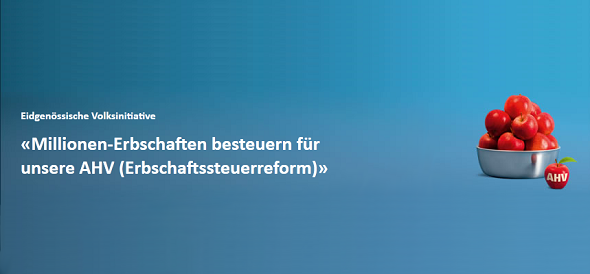 Eidgenössische Volksinitiative
«Millionen-Erbschaften besteuern für
unsere AHV (Erbschaftssteuerreform)»
AHV